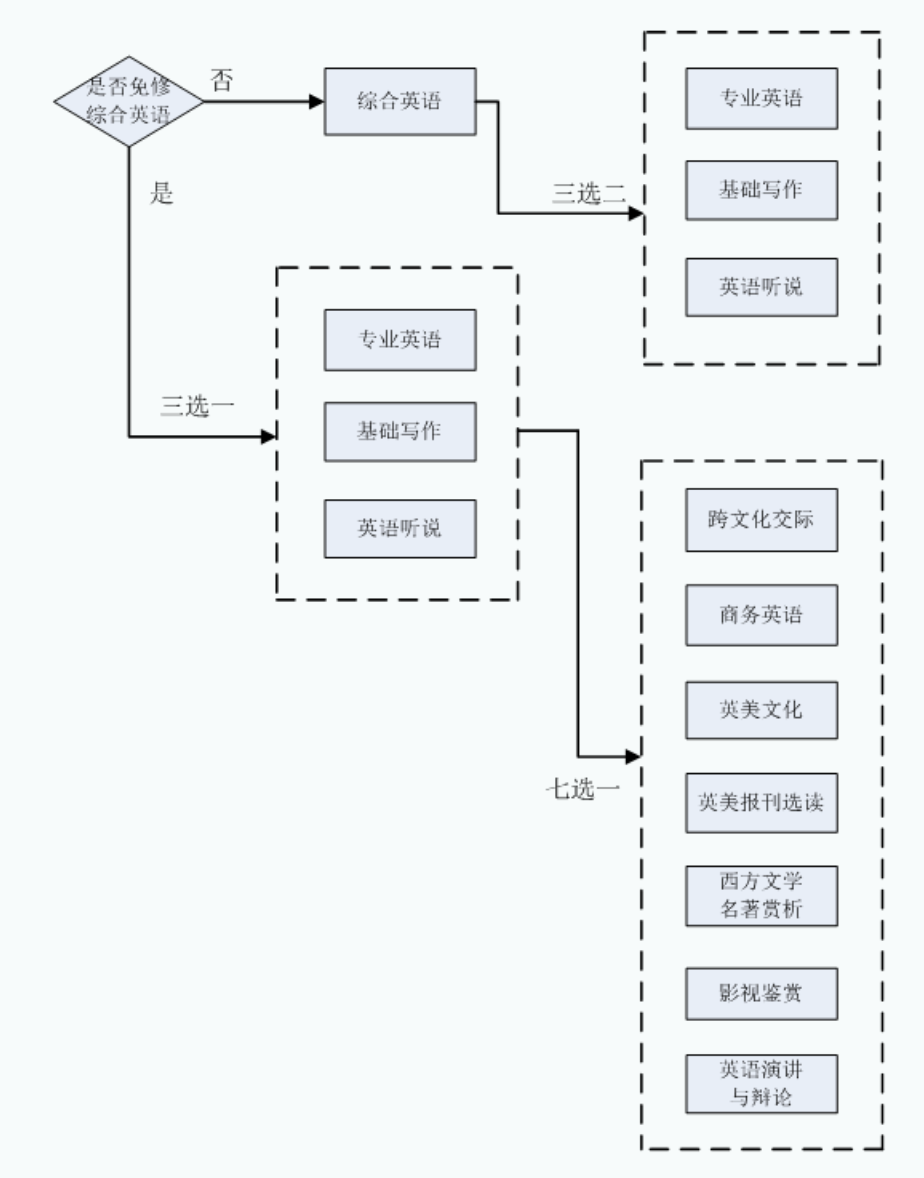 是否免修
综合英语
否
综合英语
三选二
专业英语
基础写作
英语听说
是
三选一
专业英语
基础写作
英语听说
七选一
跨文化交际
商务英语
英美文化
英美报刊选读
西方文学
名著赏析
影视鉴赏
英语演讲
与辩论